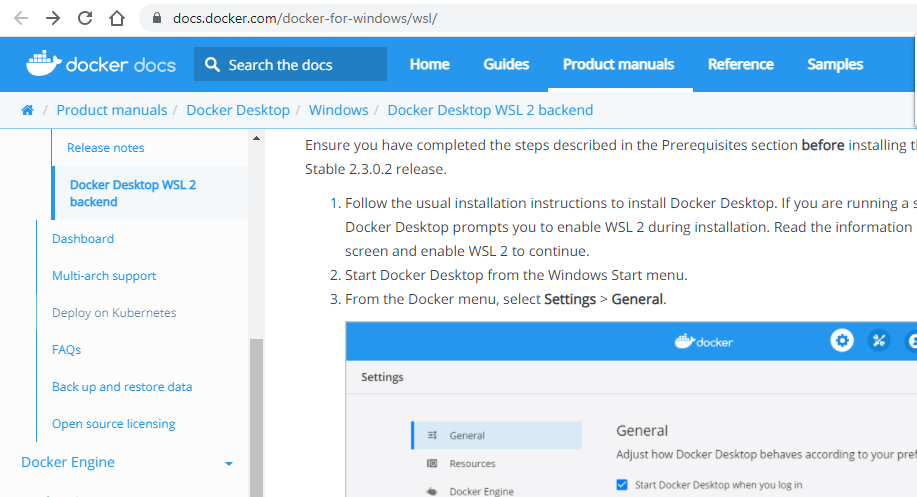 docs.docker.com/docker-for-windows/wsl/
docker docs
Search the docs
Home Guides Product manuals Reference Samples
/ Product manuals / Docker Desktop / Windows / Docker Desktop WSL 2 backend
Release notes
Docker Desktop WSL 2
backend
Dashboard
Multi-arch support
Deploy on Kubernetes
FAQs
Back up and restore data
Open source licensing
Docker Engine
Ensure you have completed the steps described in the Prerequisites section before installing
Stable 2.3.0.2 release.
1. Follow the usual installation instructions to install Docker Desktop. If you are running a
Docker Desktop prompts you to enable WSL 2 during installation. Read the information
screen and enable WSL 2 to continue.
2. Start Docker Desktop from the Windows Start menu.
3. From the Docker menu, select Settings > General.
docker
Settings
General
Resources
Docker Engine
General
Adjust how Docker Desktop behaves according to your
Start Docker Desktop when you log in